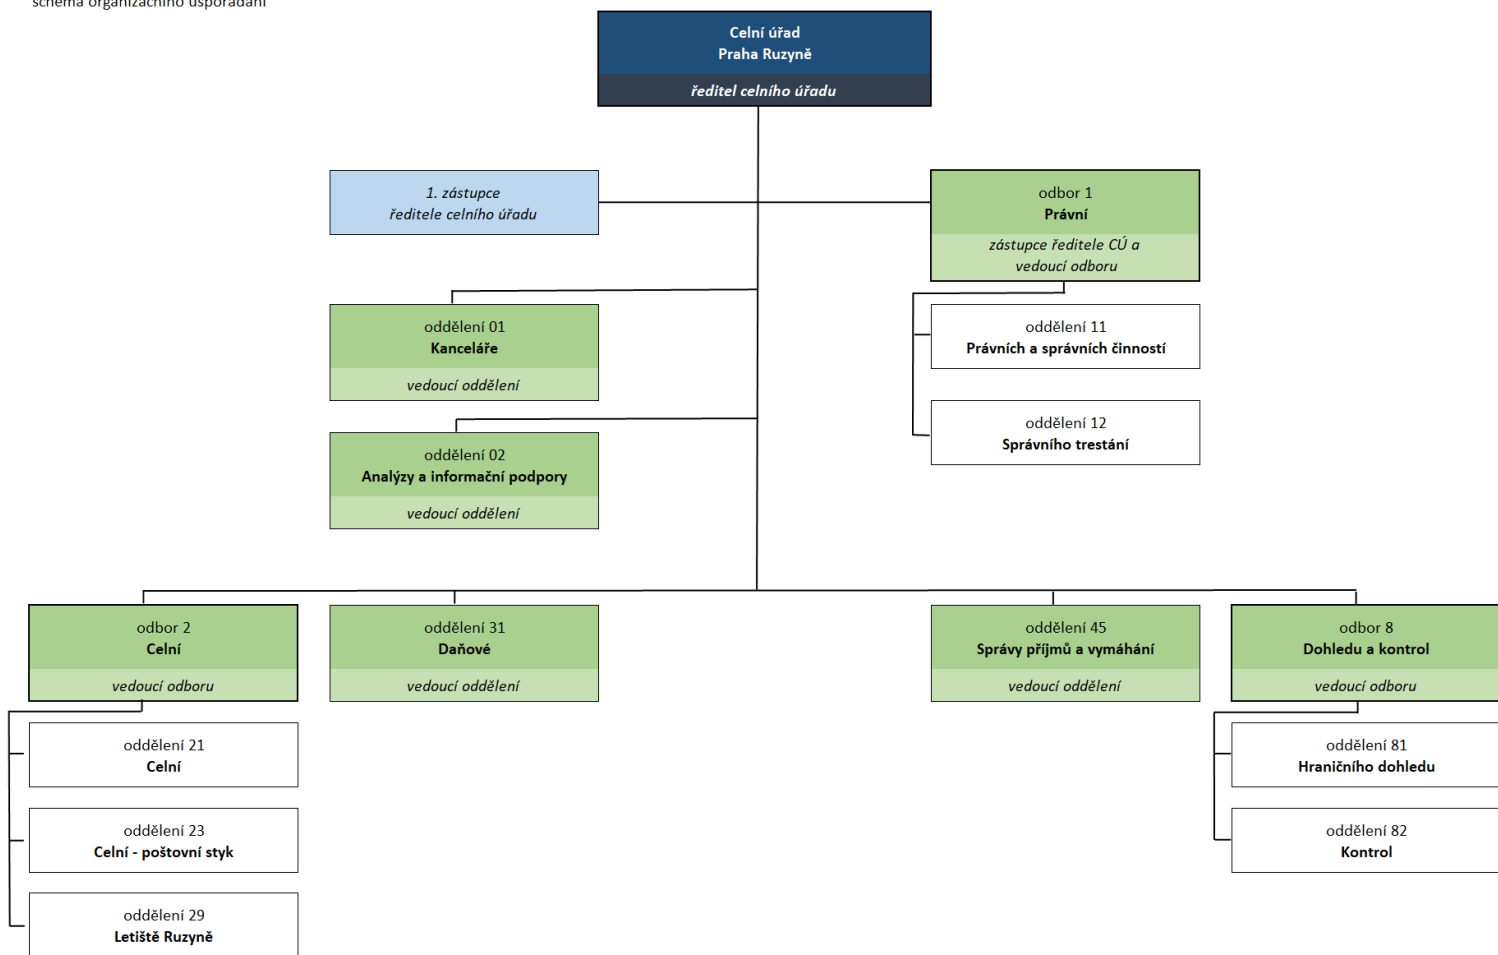 schéma organizačního uspořádání
Celní úřad
Praha Ruzyně
ředitel celního úřadu
1. zástupce
ředitele celního úřadu
odbor 1
Právní
zástupce ředitele CÚ a
vedoucí odboru
oddělení 01
Kanceláře
vedoucí oddělení
oddělení 11
Právních a správních činností
oddělení 12
Správního trestání
oddělení 02
Analýzy a informační podpory
vedoucí oddělení
odbor 2
Celní
vedoucí odboru
oddělení 31
Daňové
vedoucí oddělení
oddělení 45
Správy příjmů a vymáhání
vedoucí oddělení
odbor 8
Dohledu a kontrol
vedoucí odboru
oddělení 21
Celní
oddělení 23
Celní - poštovní styk
oddělení 29
Letiště Ruzyně
oddělení 81
Hraničního dohledu
oddělení 82
Kontrol